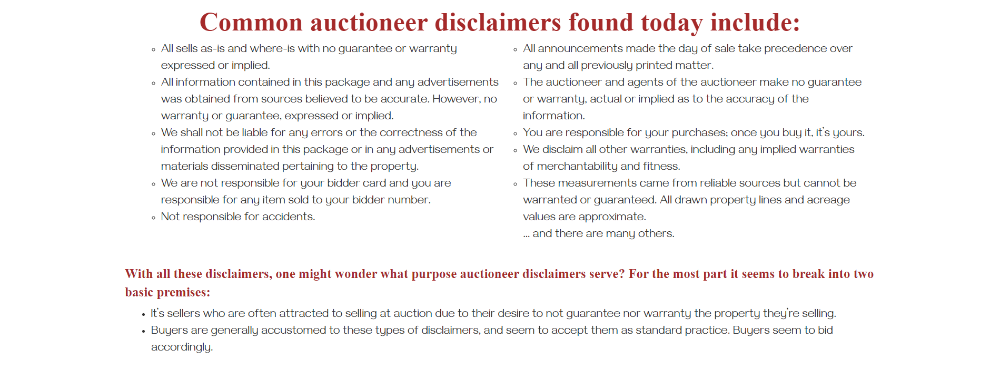 Common auctioneer disclaimers found today include:
All sells as-is and where-is with no guarantee or warranty
expressed or implied.
All information contained in this package and any advertisements
was obtained from sources believed to be accurate. However, no
warranty or guarantee, expressed or implied.
We shall not be liable for any errors or the correctness of the
information provided in this package or in any advertisements or
materials disseminated pertaining to the property.
We are not responsible for your bidder card and you are
responsible for any item sold to your bidder number.
Not responsible for accidents.
All announcements made the day of sale take precedence over
any and all previously printed matter.
The auctioneer and agents of the auctioneer make no guarantee
or warranty, actual or implied as to the accuracy of the
information.
You are responsible for your purchases; once you buy it, it’s yours.
We disclaim all other warranties, including any implied warranties
of merchantability and fitness.
These measurements came from reliable sources but cannot be
warranted or guaranteed. All drawn property lines and acreage
values are approximate.
… and there are many others.
With all these disclaimers, one might wonder what purpose auctioneer disclaimers serve? For the most part it seems to break into two
basic premises:
It’s sellers who are often attracted to selling at auction due to their desire to not guarantee nor warranty the property they’re selling.
Buyers are generally accustomed to these types of disclaimers, and seem to accept them as standard practice. Buyers seem to bid
accordingly.